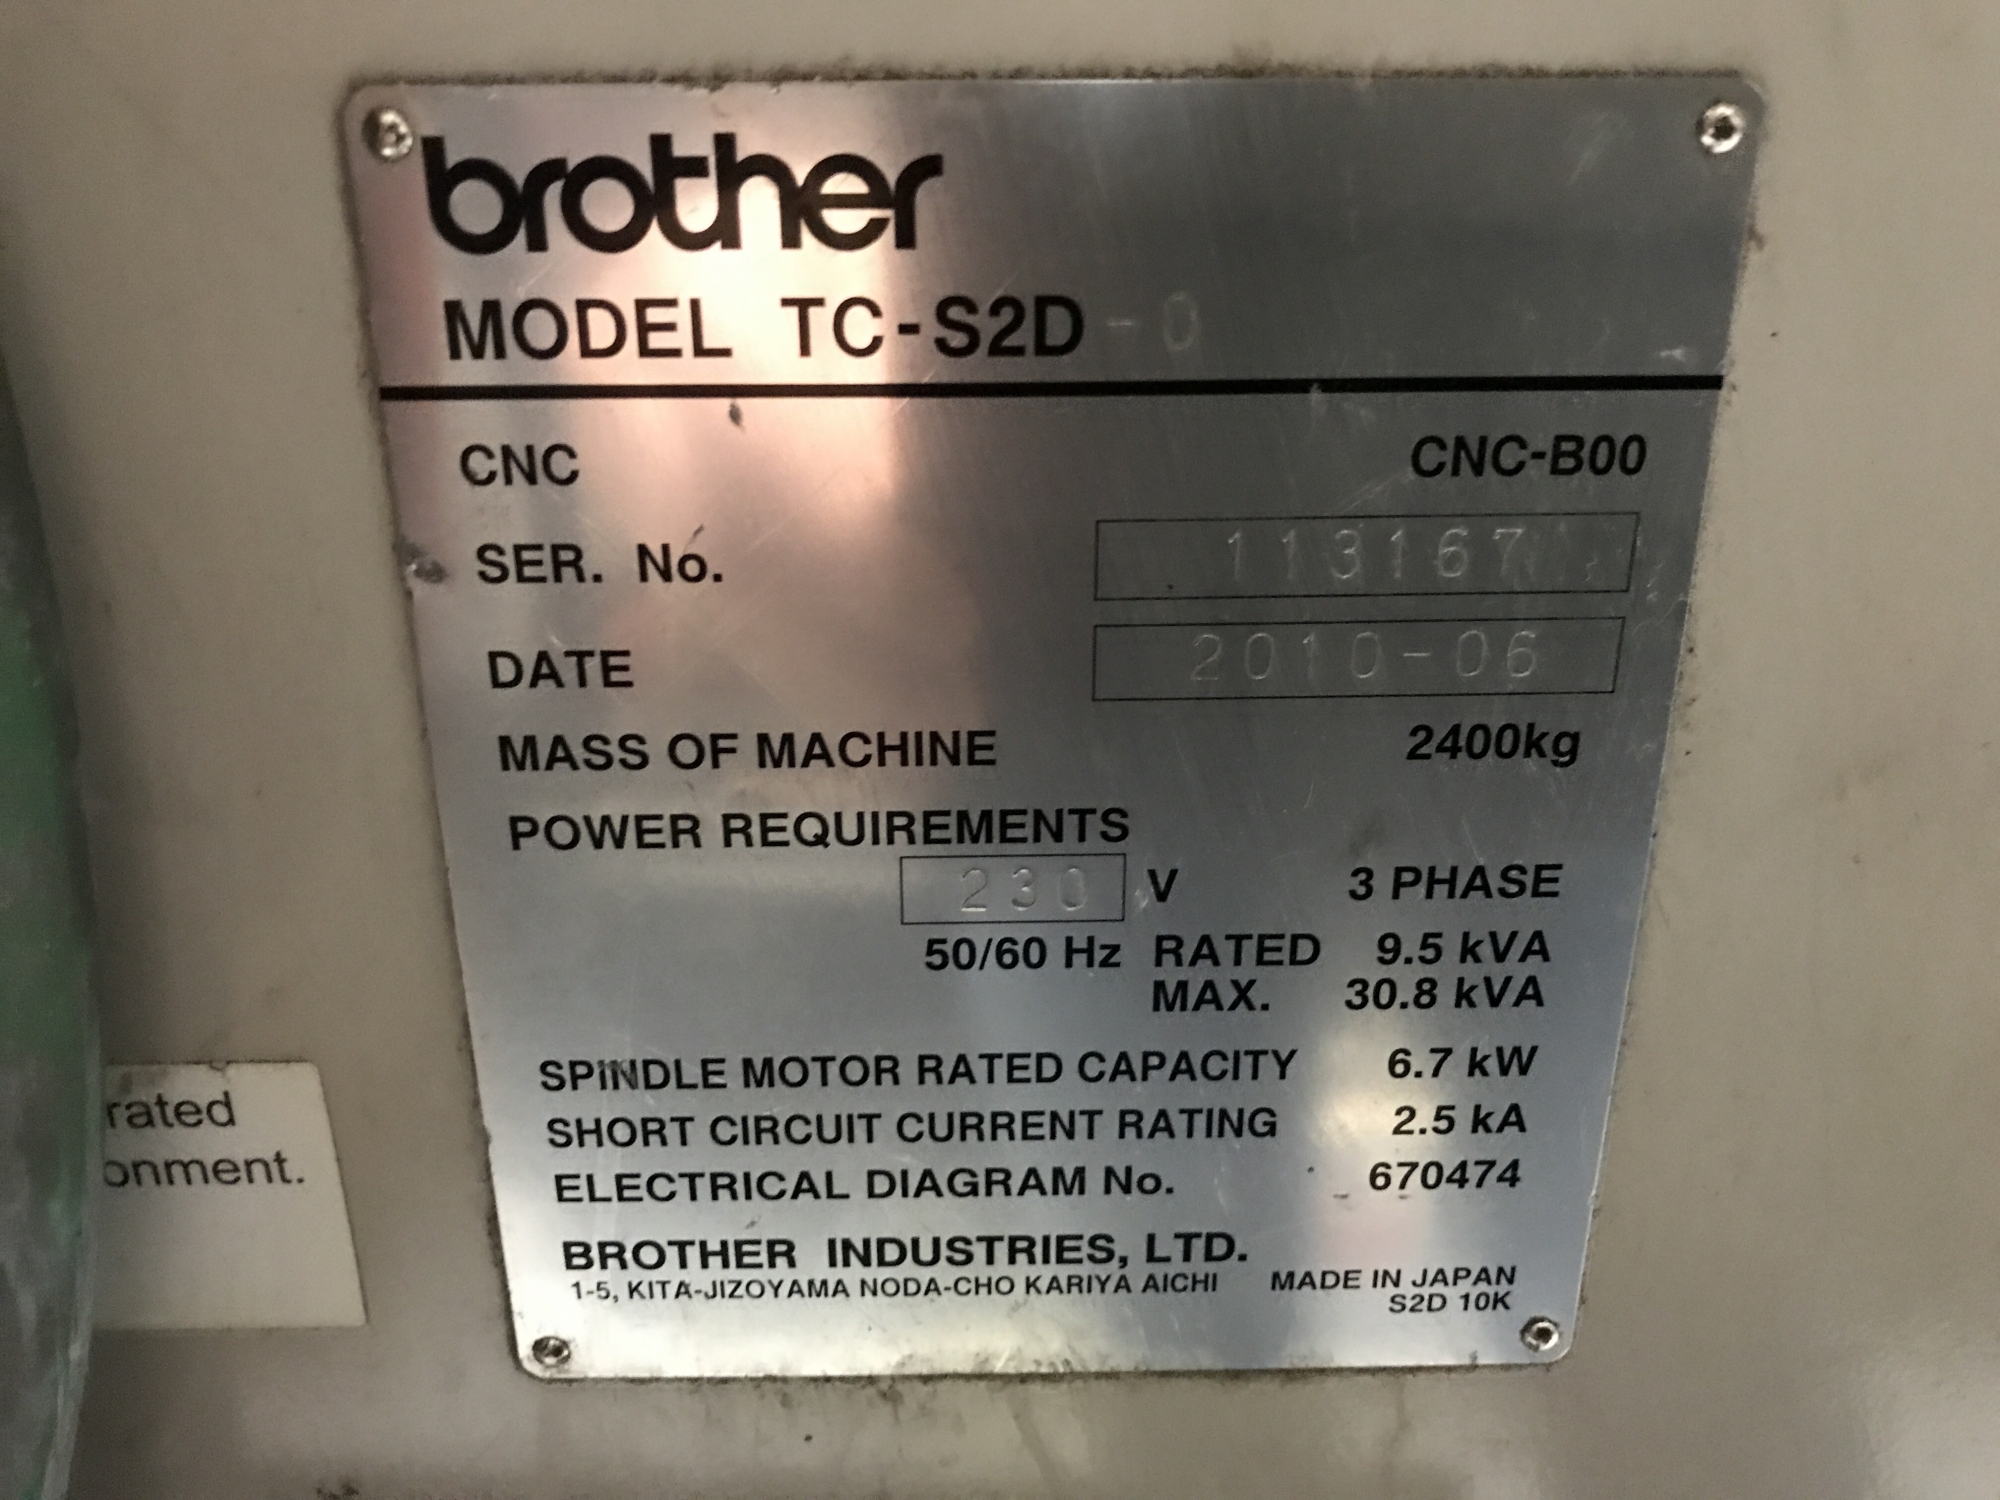 brother
MODEL TC-S2D-0
CNC CNC-B00
SER. No. 113167
DATE 2010-06
MASS OF MACHINE 2400kg
POWER REQUIREMENTS
230 V 3 PHASE
50/60 Hz RATED 9.5 kVA
MAX. 30.8 kVA
SPINDLE MOTOR RATED CAPACITY 6.7 kW
SHORT CIRCUIT CURRENT RATING 2.5 kA
ELECTRICAL DIAGRAM No. 670474
BROTHER INDUSTRIES, LTD.
1-5, KITA-JIZOYAMA NODA-CHO KARIYA AICHI MADE IN JAPAN
S2D 10K
rated
onment.